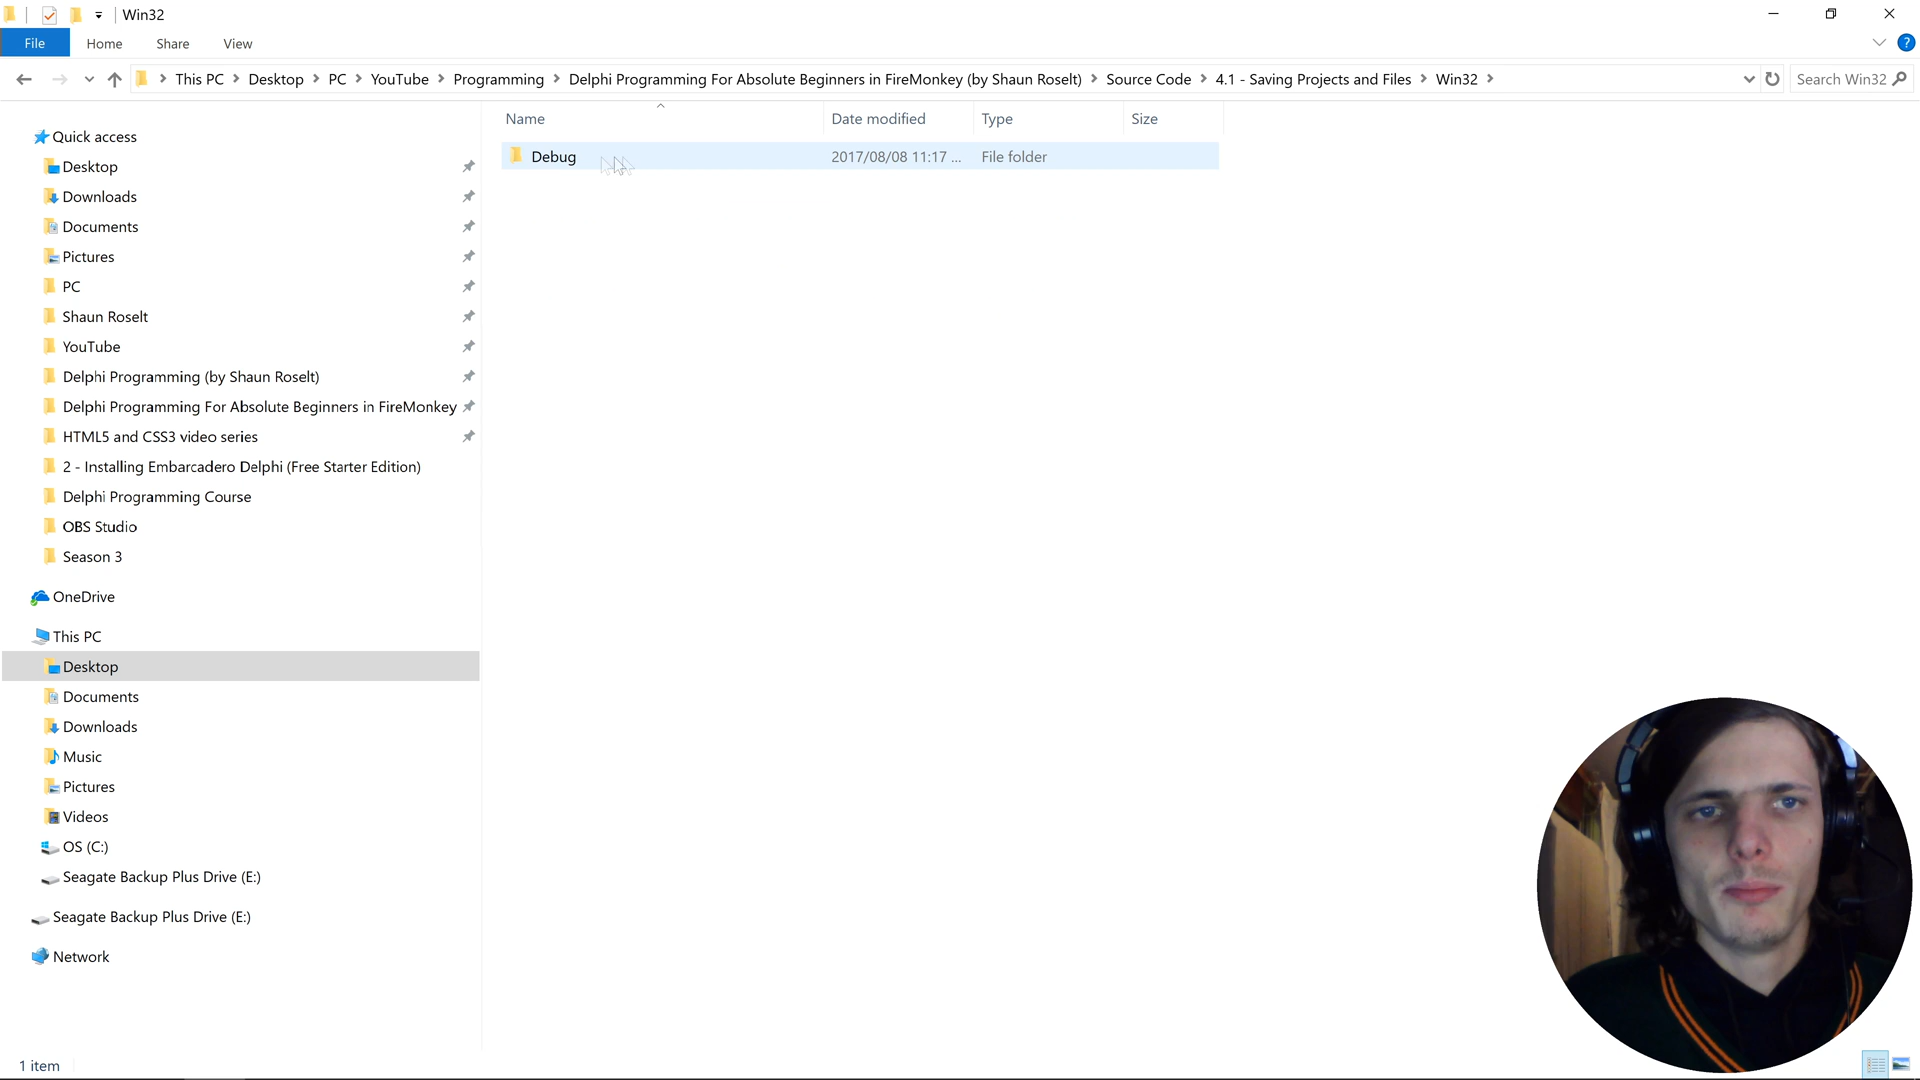 Win32
File Home Share View
This PC Desktop PC YouTube Programming Delphi Programming For Absolute Beginners in FireMonkey (by Shaun Roselt) Source Code 4.1 - Saving Projects and Files Win32
Search Win32
Name Date modified Type Size
Debug 2017/08/08 11:17 ... File folder
Quick access
Desktop
Downloads
Documents
Pictures
PC
Shaun Roselt
YouTube
Delphi Programming (by Shaun Roselt)
Delphi Programming For Absolute Beginners in FireMonkey
HTML5 and CSS3 video series
2 - Installing Embarcadero Delphi (Free Starter Edition)
Delphi Programming Course
OBS Studio
Season 3
OneDrive
This PC
Desktop
Documents
Downloads
Music
Pictures
Videos
OS (C:)
Seagate Backup Plus Drive (E:)
Seagate Backup Plus Drive (E:)
Network
1 item